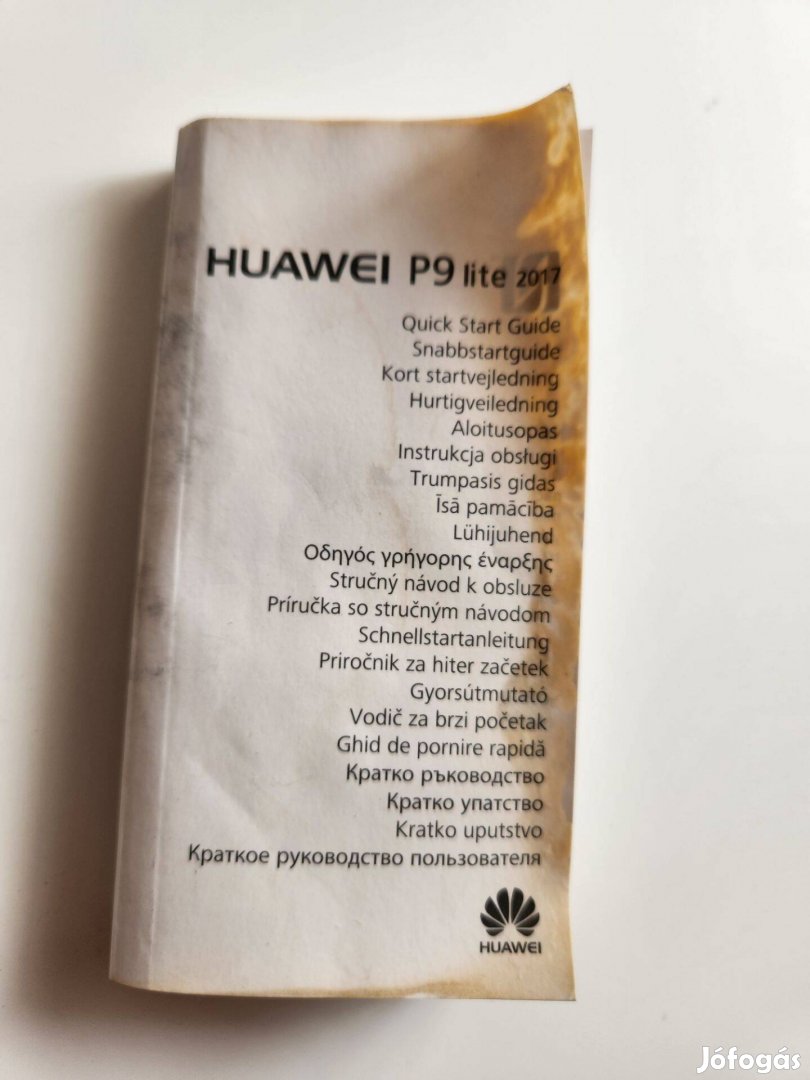 HUAWEI P9 lite 2017
Quick Start Guide
Snabbstartguide
Kort startvejledning
Hurtigveiledning
Aloitusopas
Instrukcja obsługi
Trumpasis gidas
Īsā pamācība
Lühijuhend
Οδηγός γρήγορης έναρξης
Stručný návod k obsluze
Príručka so stručným návodom
Schnellstartanleitung
Priročnik za hiter začetek
Gyorsútmutató
Vodič za brzi početak
Ghid de pornire rapidă
Кратко ръководство
Кратко упатство
Kratko uputstvo
Краткое руководство пользователя
HUAWEI
Jófogás